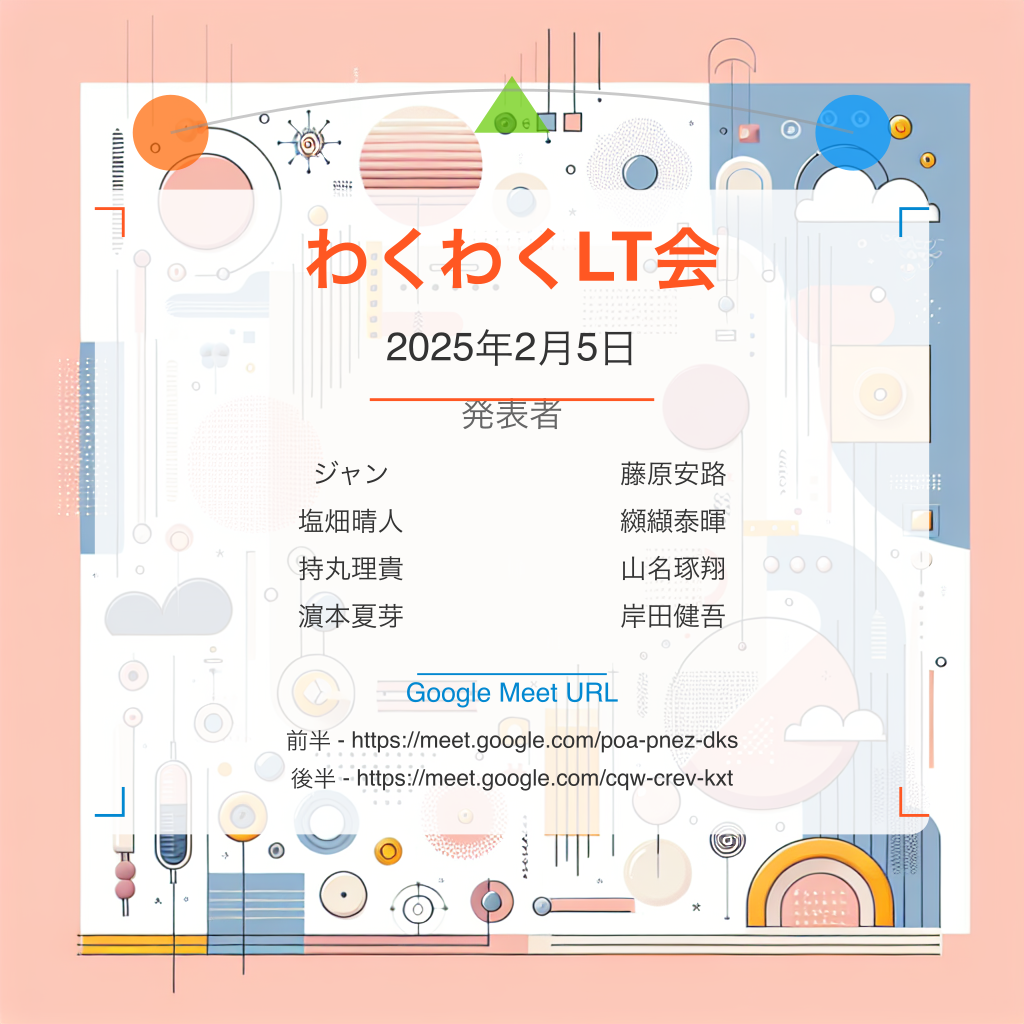 わくわくLT会
2025年2月5日
発表者
ジャン
藤原安路
塩畑晴人
纐纈泰暉
持丸理貴
山名琢翔
濵本夏芽
岸田健吾
Google Meet URL
前半 - https://meet.google.com/poa-pnez-dks
後半 - https://meet.google.com/cqw-crev-kxt